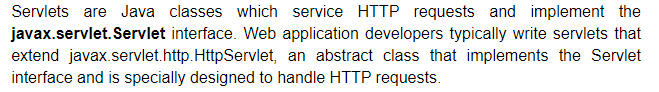 Servlets are Java classes which service HTTP requests and implement the
javax.servlet.Servlet interface. Web application developers typically write servlets that
extend javax.servlet.http.HttpServlet, an abstract class that implements the Servlet
interface and is specially designed to handle HTTP requests.